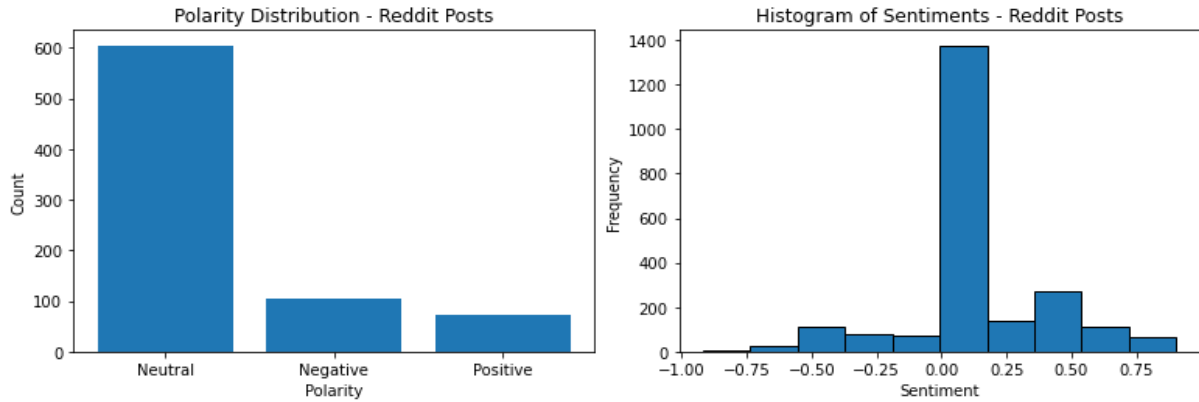 Polarity Distribution - Reddit Posts
600
500
400
300
200
100
0
Count
Neutral Negative Positive
Polarity
Histogram of Sentiments - Reddit Posts
1400
1200
1000
800
600
400
200
0
Frequency
−1.00 −0.75 −0.50 −0.25 0.00 0.25 0.50 0.75
Sentiment